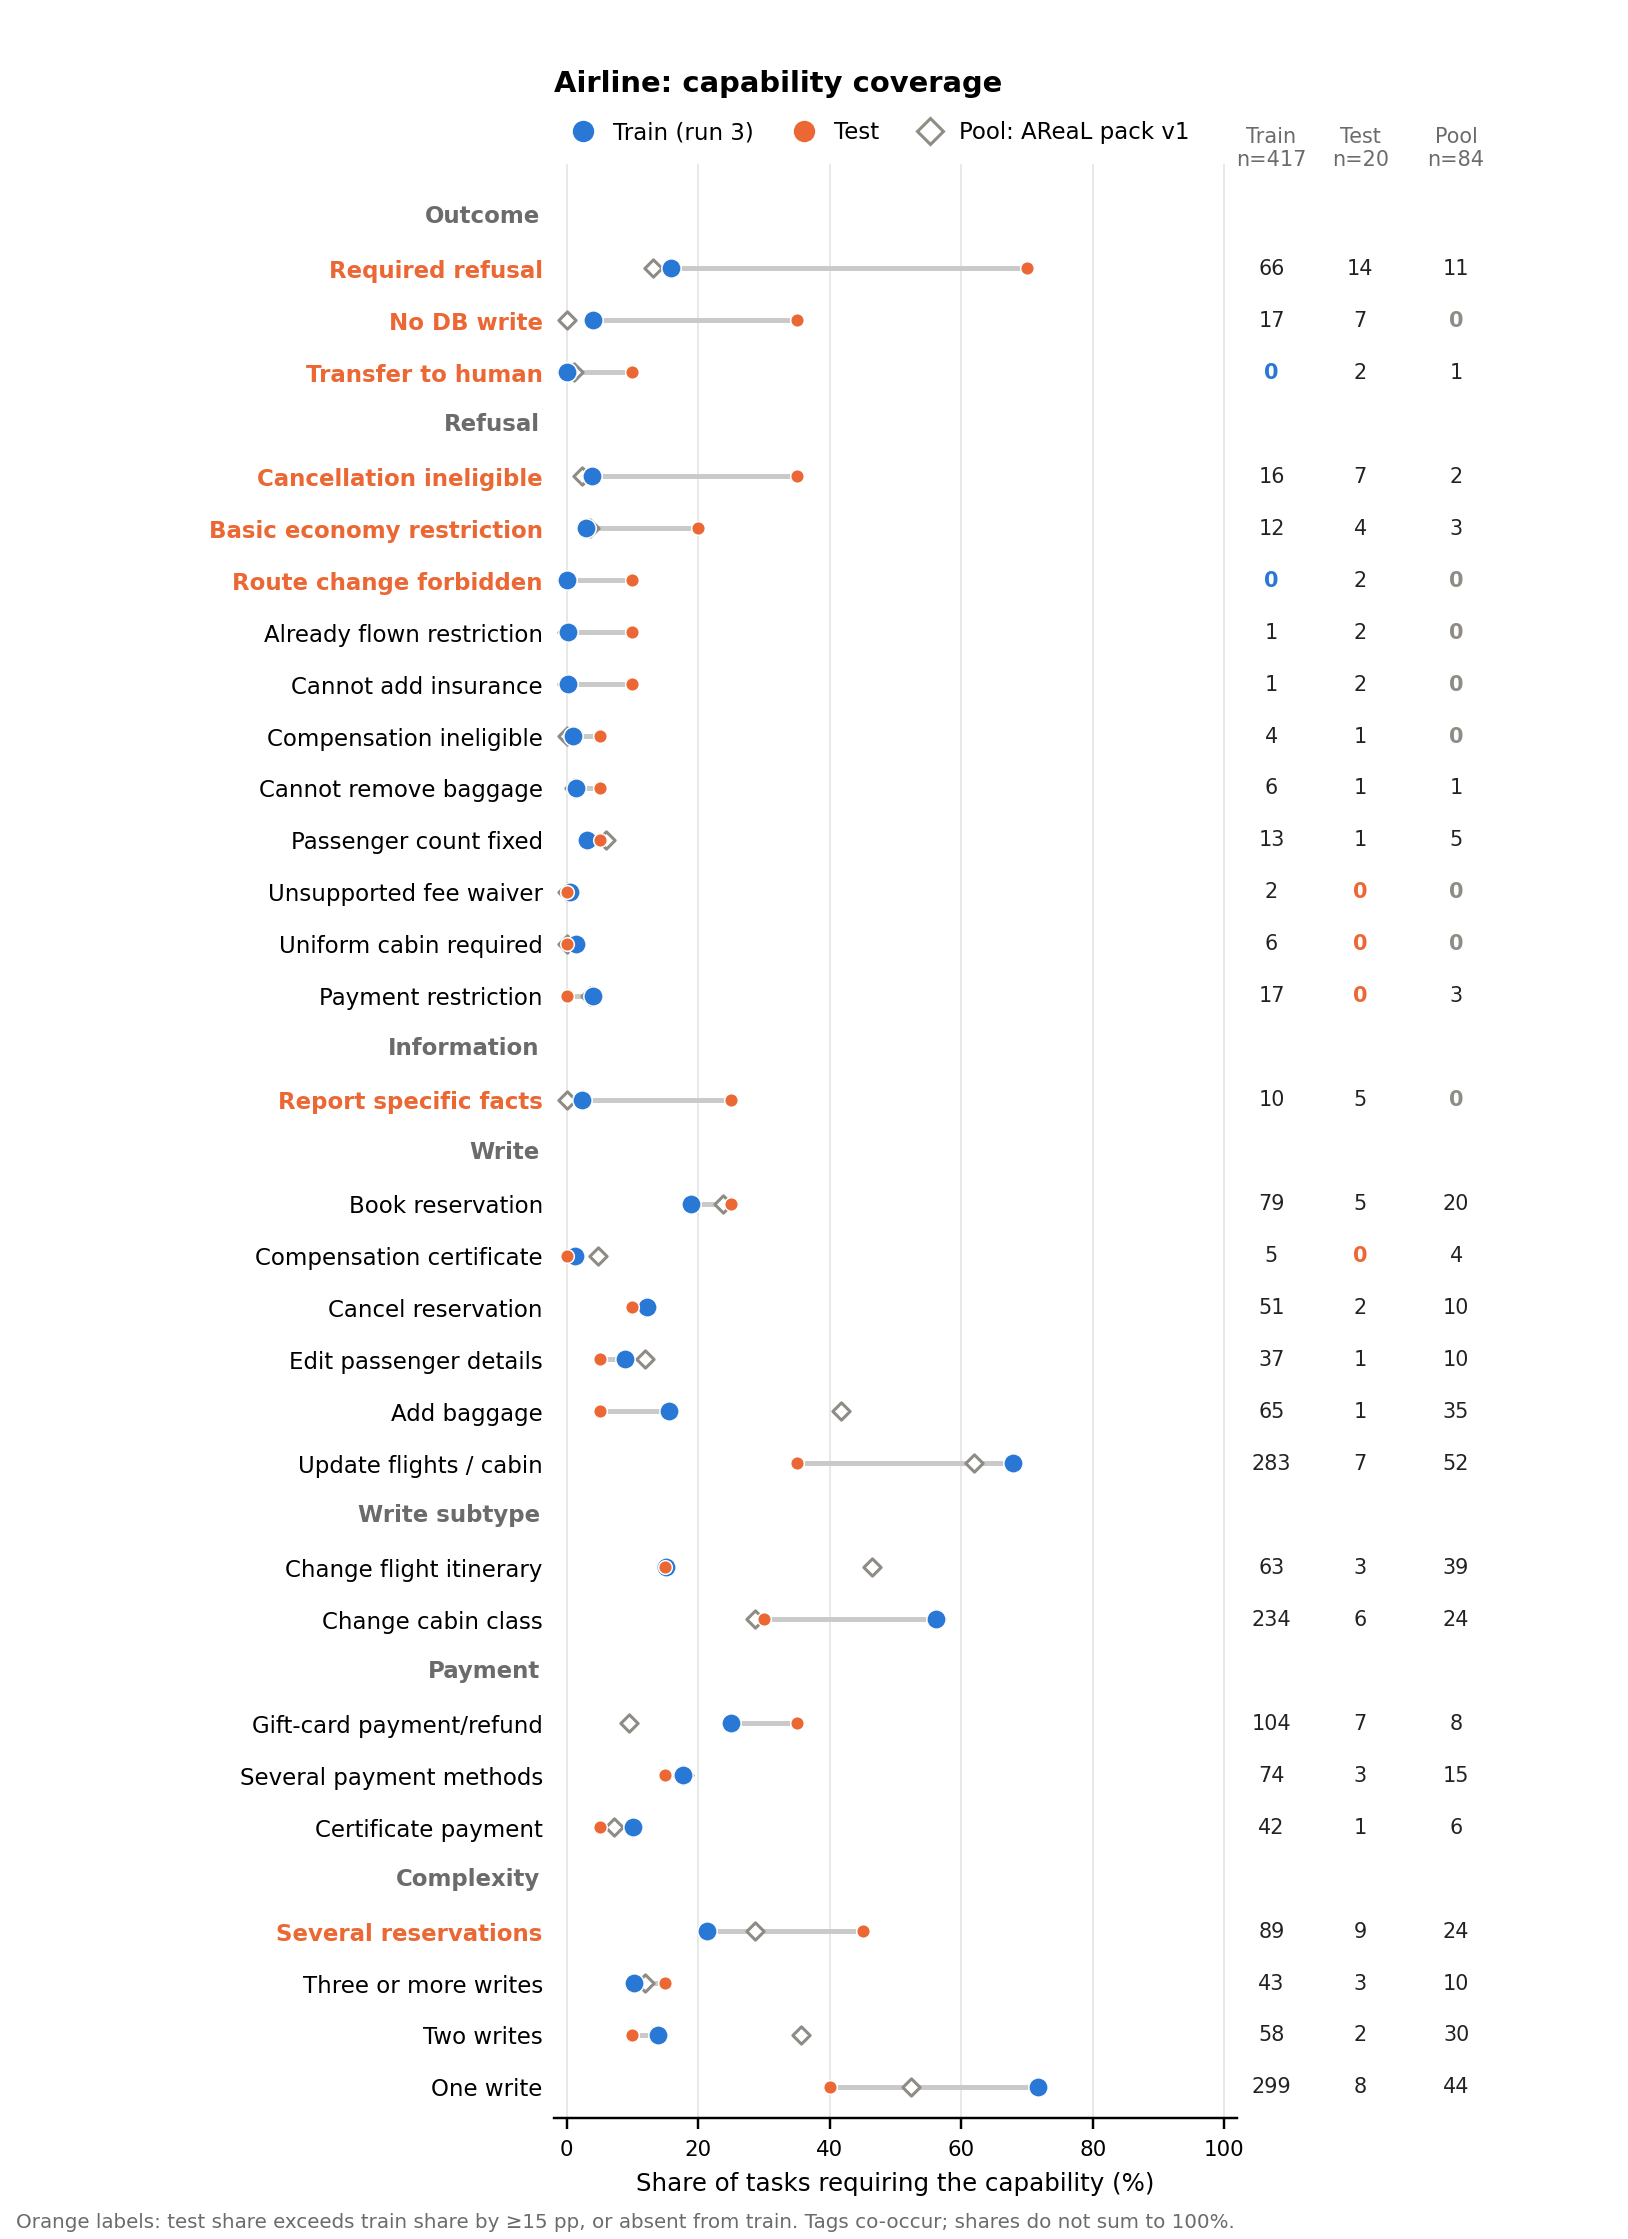 Airline: capability coverage
Train (run 3) Test Pool: AReaL pack v1
Train Test Pool
n=417 n=20 n=84
Outcome
Required refusal 66 14 11
No DB write 17 7 0
Transfer to human 0 2 1
Refusal
Cancellation ineligible 16 7 2
Basic economy restriction 12 4 3
Route change forbidden 0 2 0
Already flown restriction 1 2 0
Cannot add insurance 1 2 0
Compensation ineligible 4 1 0
Cannot remove baggage 6 1 1
Passenger count fixed 13 1 5
Unsupported fee waiver 2 0 0
Uniform cabin required 6 0 0
Payment restriction 17 0 3
Information
Report specific facts 10 5 0
Write
Book reservation 79 5 20
Compensation certificate 5 0 4
Cancel reservation 51 2 10
Edit passenger details 37 1 10
Add baggage 65 1 35
Update flights / cabin 283 7 52
Write subtype
Change flight itinerary 63 3 39
Change cabin class 234 6 24
Payment
Gift-card payment/refund 104 7 8
Several payment methods 74 3 15
Certificate payment 42 1 6
Complexity
Several reservations 89 9 24
Three or more writes 43 3 10
Two writes 58 2 30
One write 299 8 44
0 20 40 60 80 100
Share of tasks requiring the capability (%)
Orange labels: test share exceeds train share by ≥15 pp, or absent from train. Tags co-occur; shares do not sum to 100%.